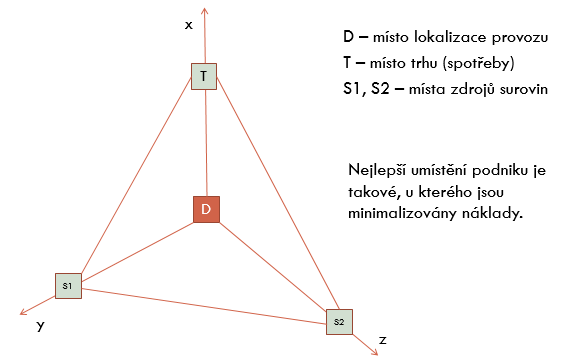 x
T
D
S1
S2
y
z
D – místo lokalizace provozu
T – místo trhu (spotřeby)
S1, S2 – místa zdrojů surovin
Nejlepší umístění podniku je
takové, u kterého jsou
minimalizovány náklady.